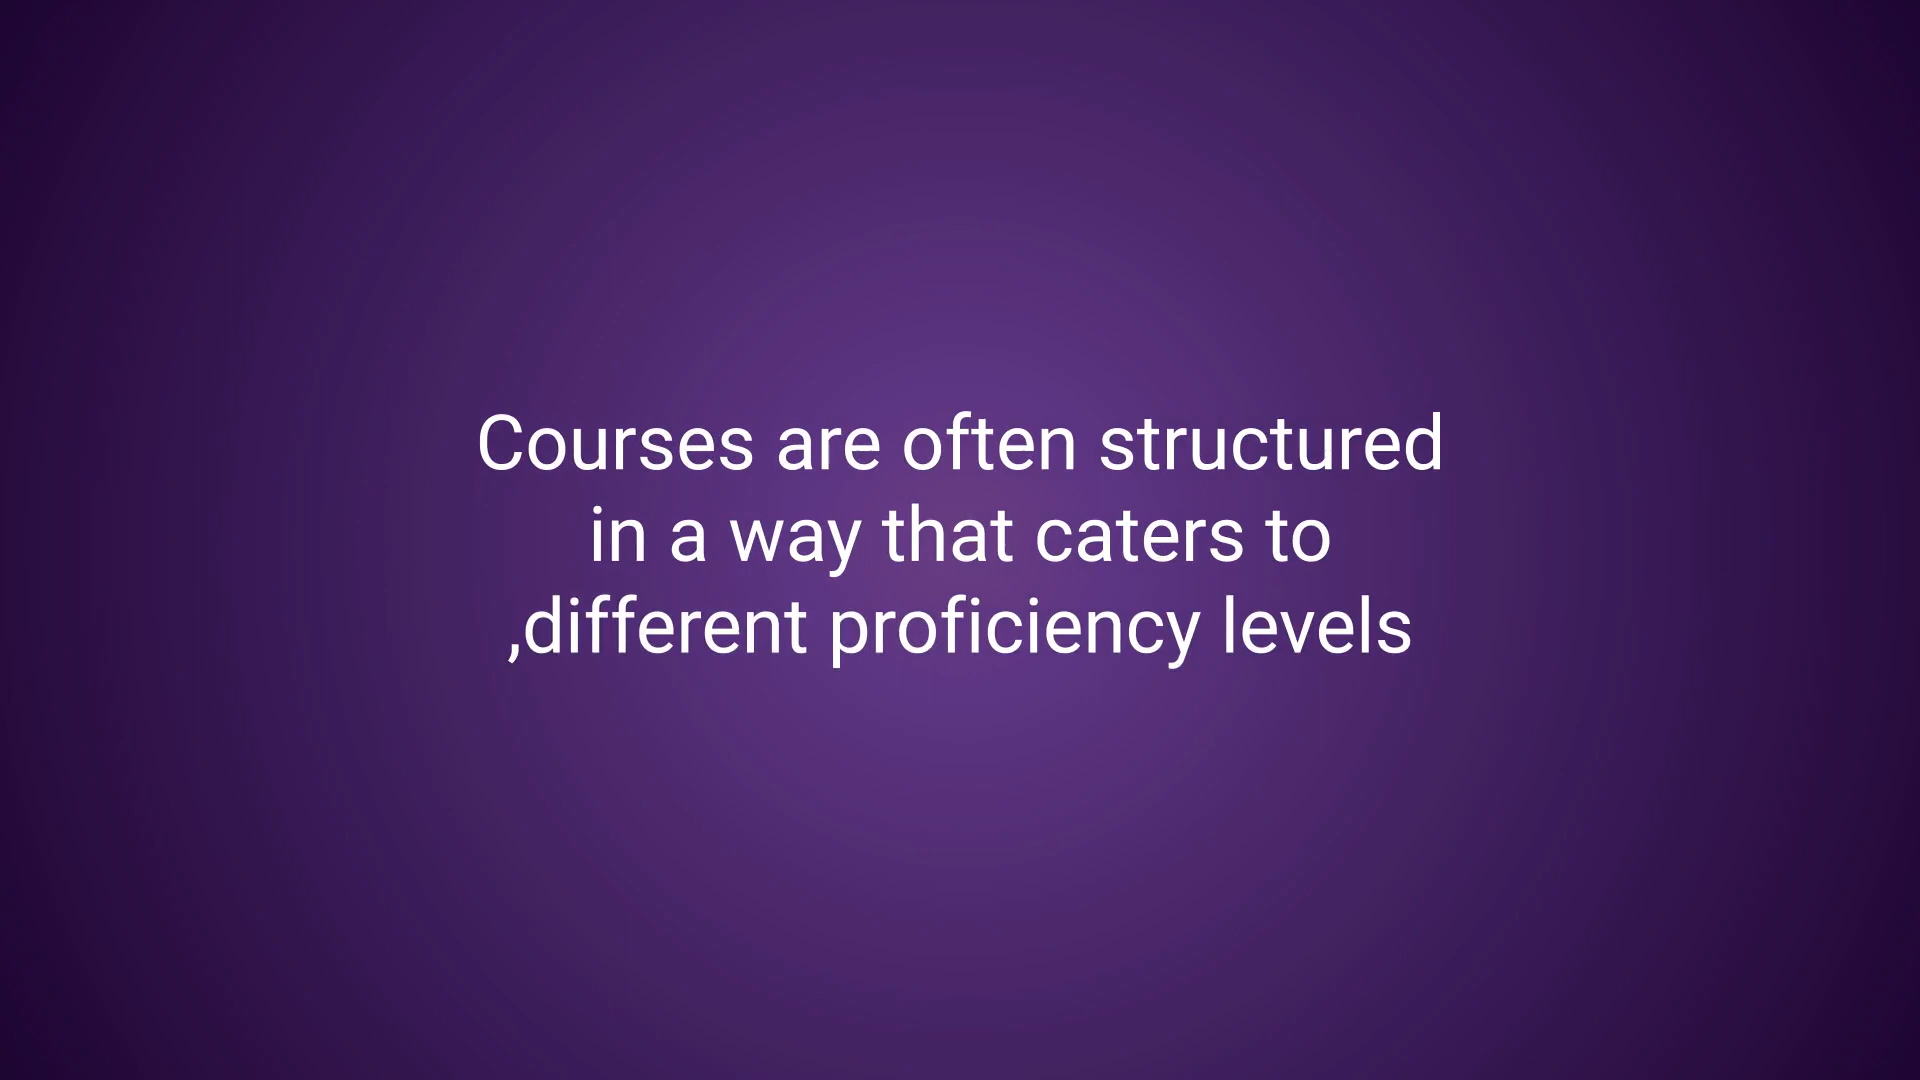 Courses are often structured
in a way that caters to
,different proficiency levels